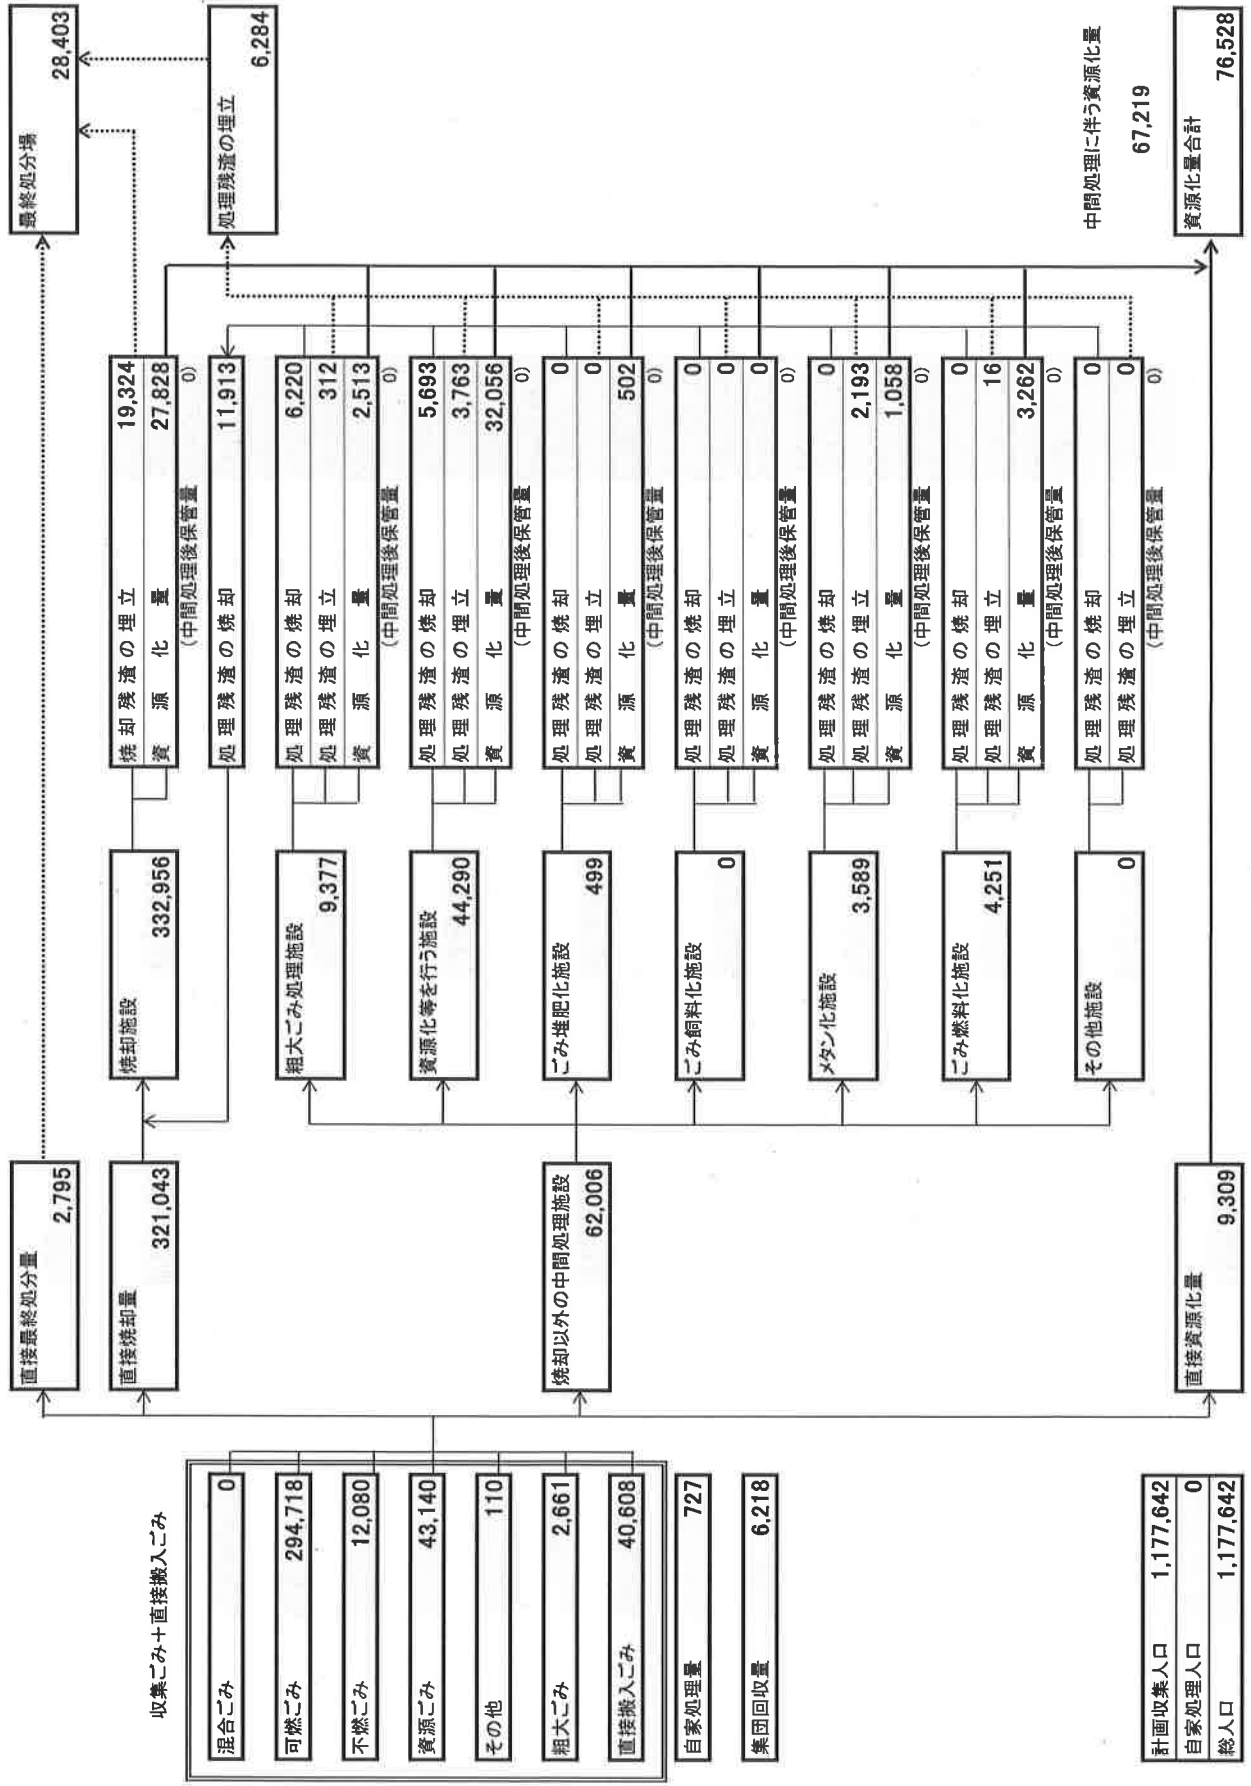 収集ごみ+直接搬入ごみ
混合ごみ 0
可燃ごみ 294,718
不燃ごみ 12,080
資源ごみ 43,140
その他 110
粗大ごみ 2,661
直接搬入ごみ 40,608
自家処理量 727
集団回収量 6,218
計画収集人口 1,177,642
自家処理人口 0
総人口 1,177,642
直接最終処分量
2,795
直接焼却量
321,043
焼却以外の中間処理施設
62,006
直接資源化量
9,309
焼却施設
332,956
粗大ごみ処理施設
9,377
資源化等を行う施設
44,290
ごみ堆肥化施設
499
ごみ飼料化施設
0
メタン化施設
3,589
ごみ燃料化施設
4,251
その他施設
0
焼却残渣の埋立 19,324
資源化量 27,828
(中間処理後保管量 0)
処理残渣の焼却 11,913
処理残渣の焼却 6,220
処理残渣の埋立 312
資源化量 2,513
(中間処理後保管量 0)
処理残渣の焼却 5,693
処理残渣の埋立 3,763
資源化量 32,056
(中間処理後保管量 0)
処理残渣の焼却 0
処理残渣の埋立 0
資源化量 502
(中間処理後保管量 0)
処理残渣の焼却 0
処理残渣の埋立 0
資源化量 0
(中間処理後保管量 0)
処理残渣の焼却 0
処理残渣の埋立 2,193
資源化量 1,058
(中間処理後保管量 0)
処理残渣の焼却 0
処理残渣の埋立 16
資源化量 3,262
(中間処理後保管量 0)
処理残渣の焼却 0
処理残渣の埋立 0
(中間処理後保管量 0)
最終処分場
28,403
処理残渣の埋立
6,284
中間処理に伴う資源化量
67,219
資源化量合計
76,528